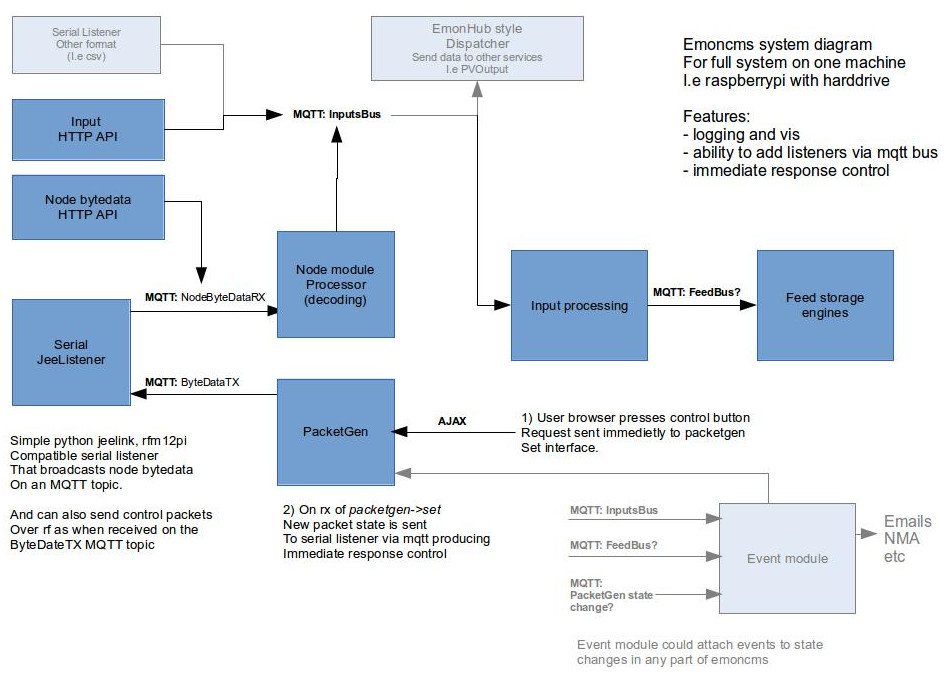 Serial Listener
Other format
(I.e csv)
EmonHub style
Dispatcher
Send data to other services
I.e PVOutput
Emoncms system diagram
For full system on one machine
I.e raspberrypi with harddrive
Features:
- logging and vis
- ability to add listeners via mqtt bus
- immediate response control
Input
HTTP API
MQTT: InputsBus
Node bytedata
HTTP API
Node module
Processor
(decoding)
MQTT: NodeByteDataRX
Input processing
MQTT: FeedBus?
Feed storage
engines
Serial
JeeListener
MQTT: ByteDataTX
PacketGen
AJAX
1) User browser presses control button
Request sent immedietly to packetgen
Set interface.
Simple python jeelink, rfm12pi
Compatible serial listener
That broadcasts node bytedata
On an MQTT topic.
And can also send control packets
Over rf as when received on the
ByteDateTX MQTT topic
2) On rx of packetgen->set
New packet state is sent
To serial listener via mqtt producing
Immediate response control
MQTT: InputsBus
MQTT: FeedBus?
MQTT:
PacketGen state
change?
Event module
Emails
NMA
etc
Event module could attach events to state
changes in any part of emoncms